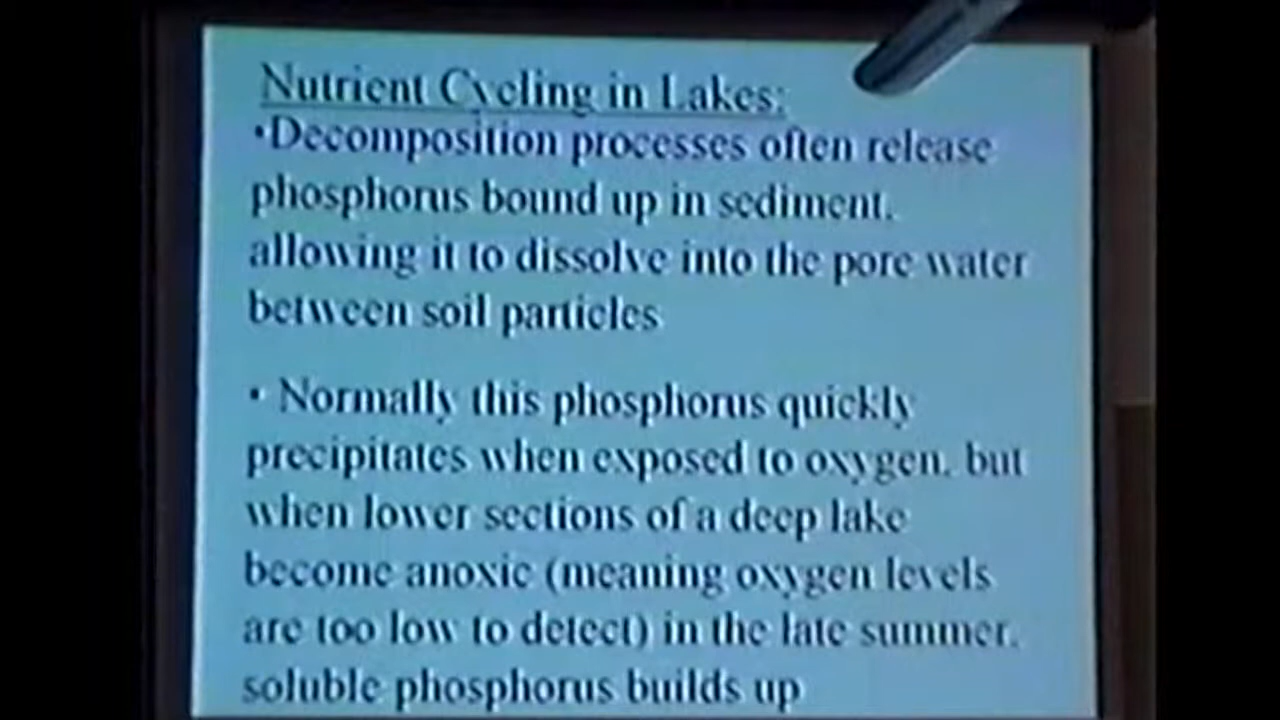 Nutrient Cycling in Lakes:
•Decomposition processes often release
phosphorus bound up in sediment,
allowing it to dissolve into the pore water
between soil particles
• Normally this phosphorus quickly
precipitates when exposed to oxygen, but
when lower sections of a deep lake
become anoxic (meaning oxygen levels
are too low to detect) in the late summer,
soluble phosphorus builds up